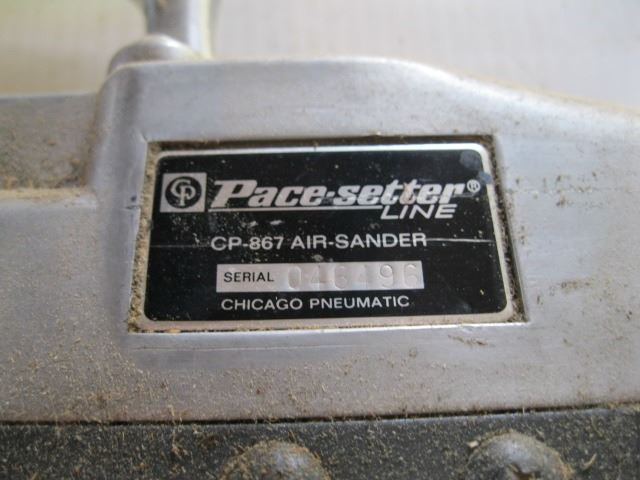 CP Pace-setter®
LINE
CP-867 AIR-SANDER
SERIAL 046496
CHICAGO PNEUMATIC